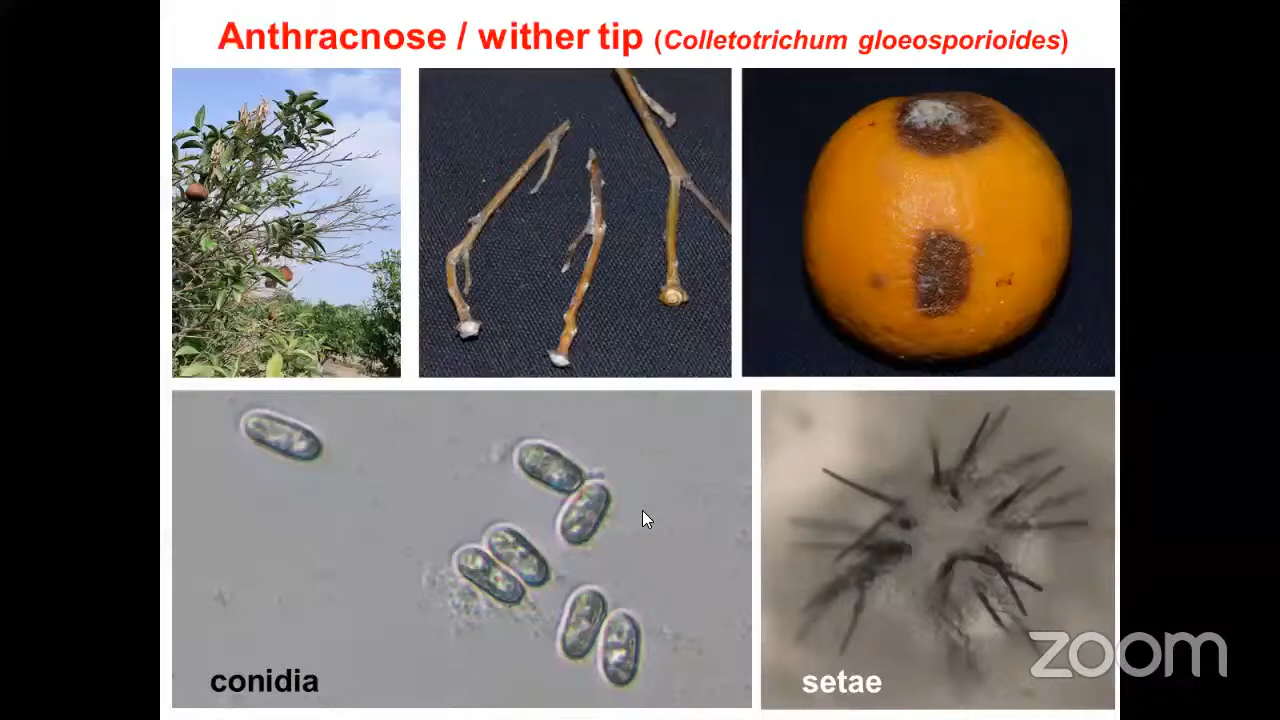 Anthracnose / wither tip (Colletotrichum gloeosporioides)
conidia
setae
zoom